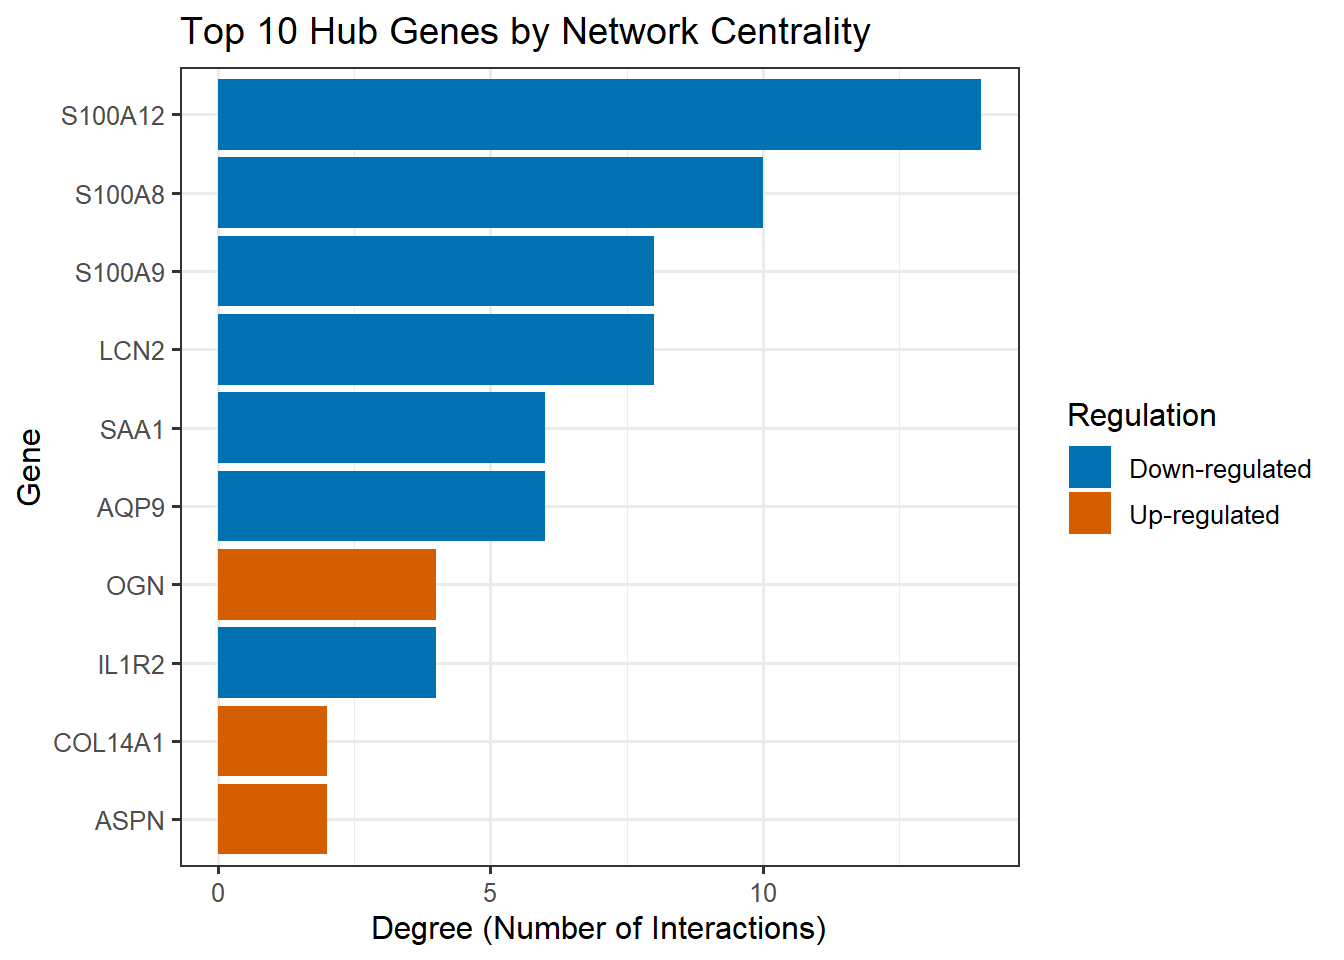 Top 10 Hub Genes by Network Centrality
S100A12
S100A8
S100A9
LCN2
SAA1
AQP9
OGN
IL1R2
COL14A1
ASPN
Gene
0 5 10
Degree (Number of Interactions)
Regulation
Down-regulated
Up-regulated